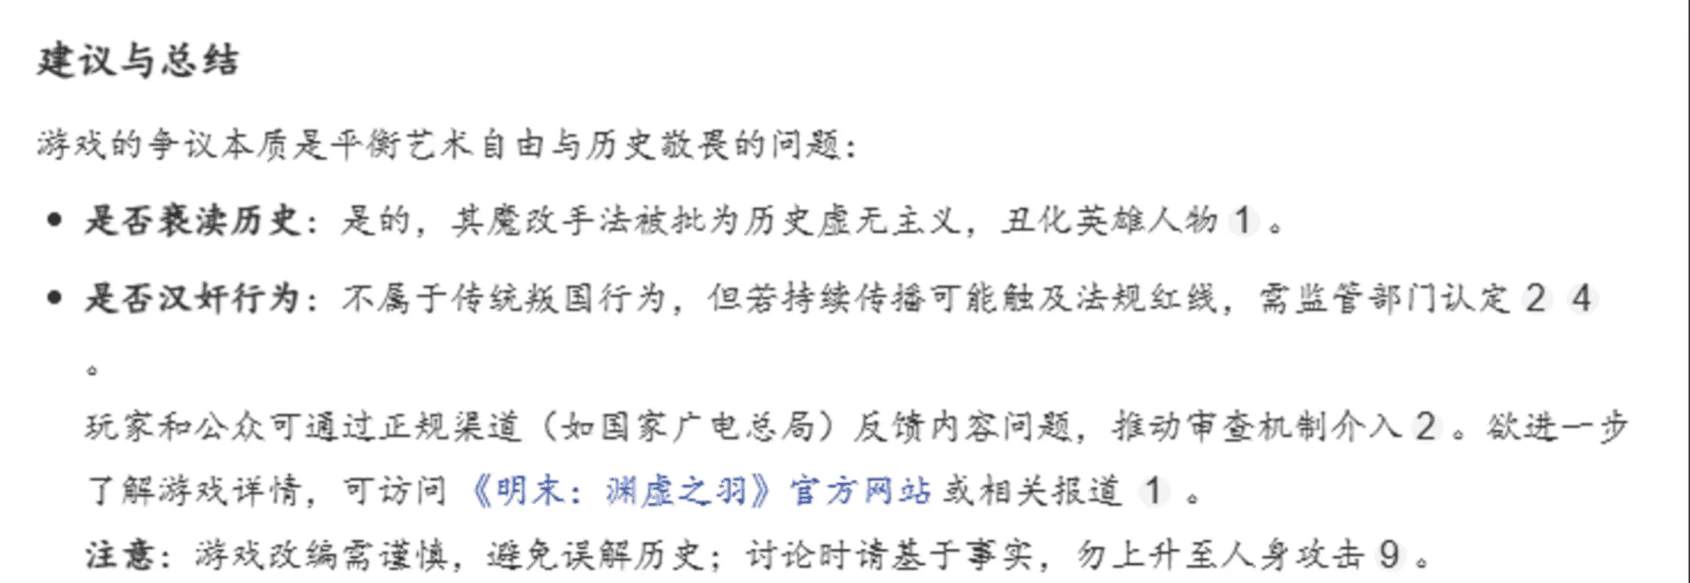 建议与总结
游戏的争议本质是平衡艺术自由与历史敬畏的问题：
• 是否亵渎历史：是的，其魔改手法被批为历史虚无主义，丑化英雄人物 1 。
• 是否汉奸行为：不属于传统叛国行为，但若持续传播可能触及法规红线，需监管部门认定 2 4
。
玩家和公众可通过正规渠道（如国家广电总局）反馈内容问题，推动审查机制介入 2 。欲进一步
了解游戏详情，可访问《明末：渊虚之羽》官方网站或相关报道 1 。
注意：游戏改编需谨慎，避免误解历史；讨论时请基于事实，勿上升至人身攻击 9 。